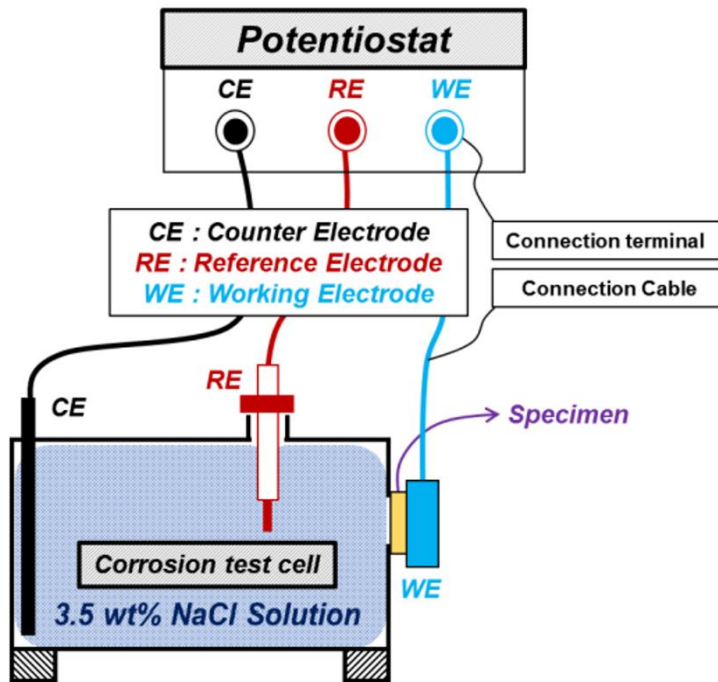 Potentiostat
CE RE WE
CE : Counter Electrode
RE : Reference Electrode
WE : Working Electrode
Connection terminal
Connection Cable
RE
CE
Specimen
Corrosion test cell
WE
3.5 wt% NaCl Solution